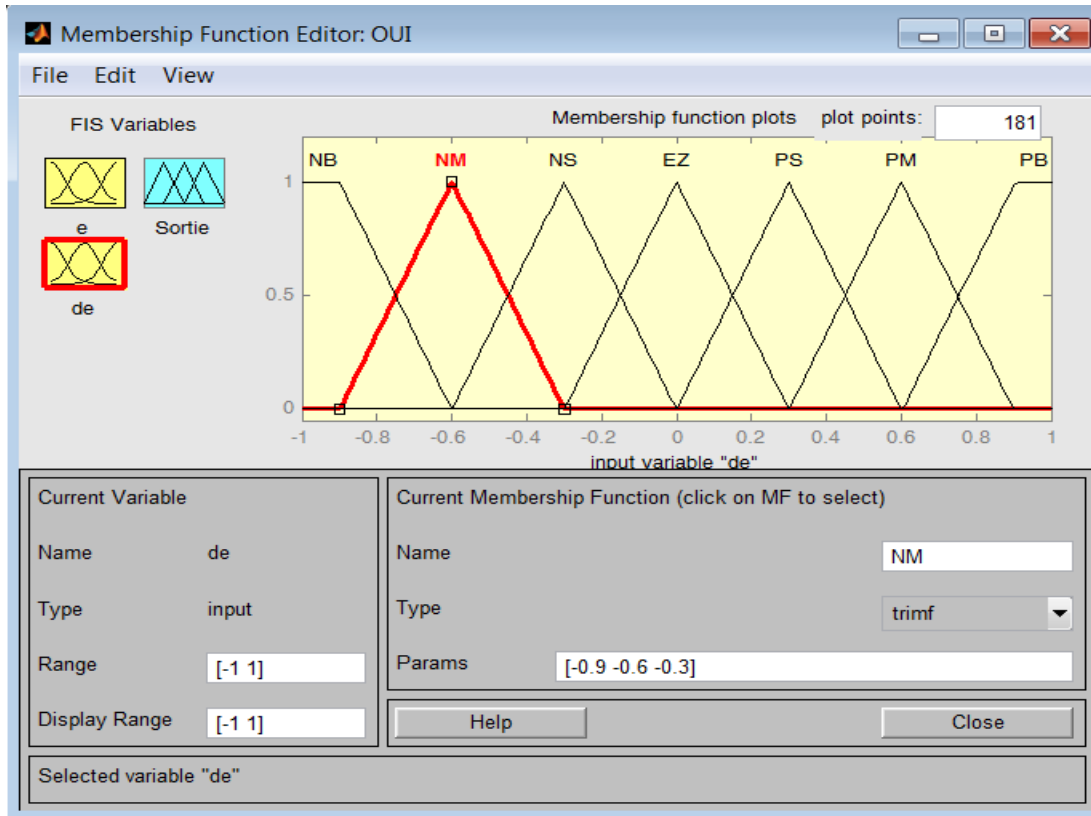 Membership Function Editor: OUI
File Edit View
FIS Variables
Membership function plots plot points: 181
NB NM NS EZ PS PM PB
e Sortie
de
1
0.5
0
-1 -0.8 -0.6 -0.4 -0.2 0 0.2 0.4 0.6 0.8 1
input variable "de"
Current Variable
Name de
Type input
Range [-1 1]
Display Range [-1 1]
Current Membership Function (click on MF to select)
Name NM
Type trimf
Params [-0.9 -0.6 -0.3]
Help Close
Selected variable "de"